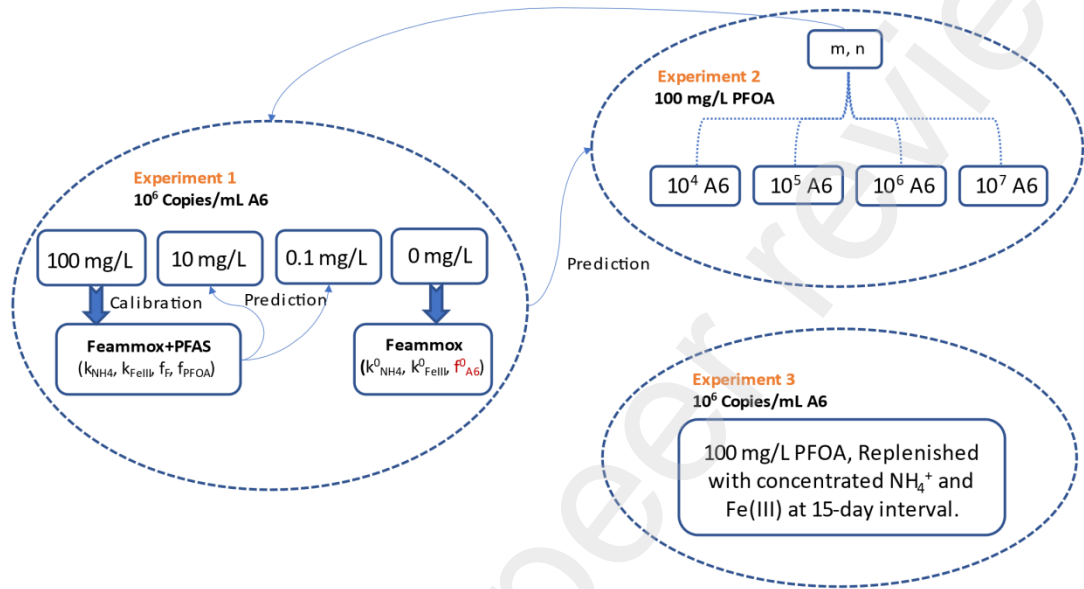 Experiment 1
10⁶ Copies/mL A6
100 mg/L
10 mg/L
0.1 mg/L
0 mg/L
Calibration
Prediction
Feammox+PFAS
(k_NH4, k_FeIII, f_F, f_PFOA)
Feammox
(k⁰_NH4, k⁰_FeIII, f⁰_A6)
Prediction
m, n
Experiment 2
100 mg/L PFOA
10⁴ A6
10⁵ A6
10⁶ A6
10⁷ A6
Experiment 3
10⁶ Copies/mL A6
100 mg/L PFOA, Replenished
with concentrated NH₄⁺ and
Fe(III) at 15-day interval.
peer review